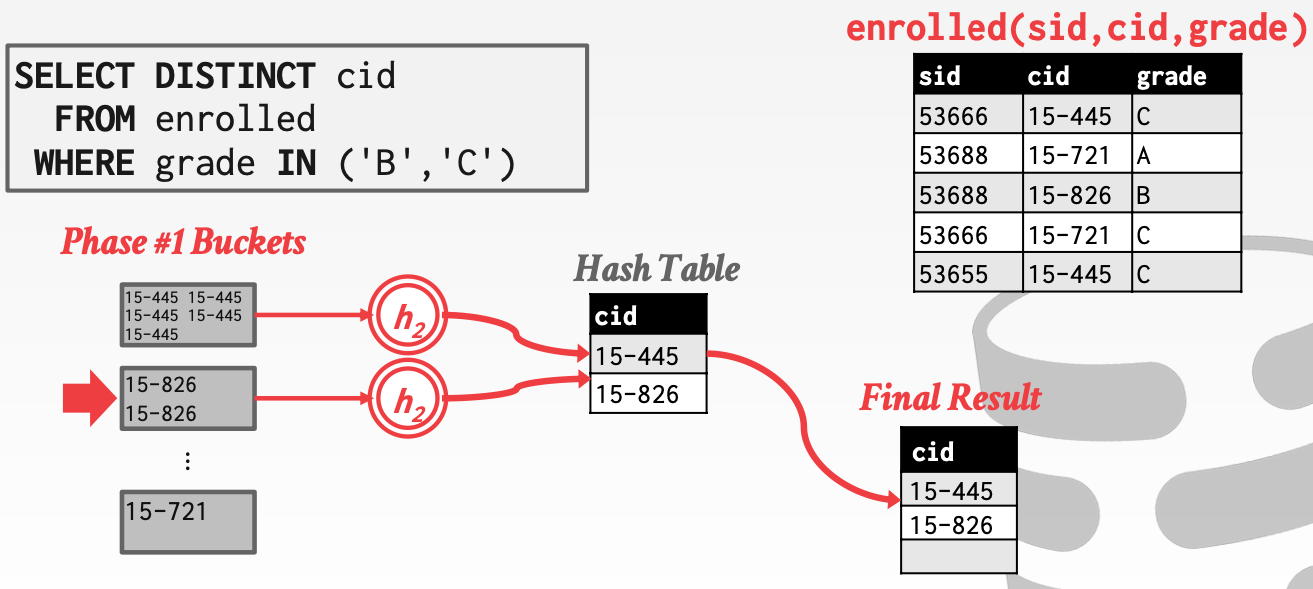 enrolled(sid,cid,grade)
SELECT DISTINCT cid
FROM enrolled
WHERE grade IN ('B','C')
sid cid grade
53666 15-445 C
53688 15-721 A
53688 15-826 B
53666 15-721 C
53655 15-445 C
Phase #1 Buckets
15-445 15-445
15-445 15-445
15-445
h2
15-826
15-826
h2
⋮
15-721
Hash Table
cid
15-445
15-826
Final Result
cid
15-445
15-826